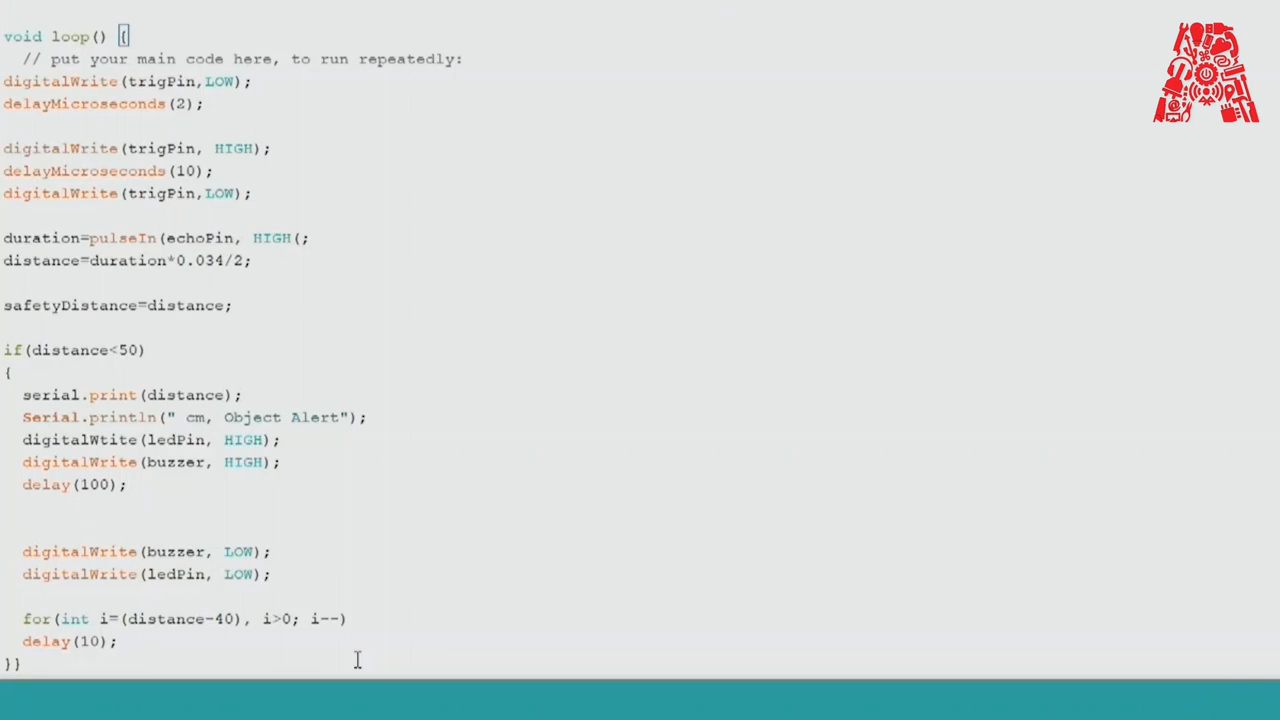 void loop() {
// put your main code here, to run repeatedly:
digitalWrite(trigPin,LOW);
delayMicroseconds(2);
digitalWrite(trigPin, HIGH);
delayMicroseconds(10);
digitalWrite(trigPin,LOW);
duration=pulseIn(echoPin, HIGH(;
distance=duration*0.034/2;
safetyDistance=distance;
if(distance<50)
{
serial.print(distance);
Serial.println(" cm, Object Alert");
digitalWtite(ledPin, HIGH);
digitalWrite(buzzer, HIGH);
delay(100);
digitalWrite(buzzer, LOW);
digitalWrite(ledPin, LOW);
for(int i=(distance-40), i>0; i--)
delay(10);
}}